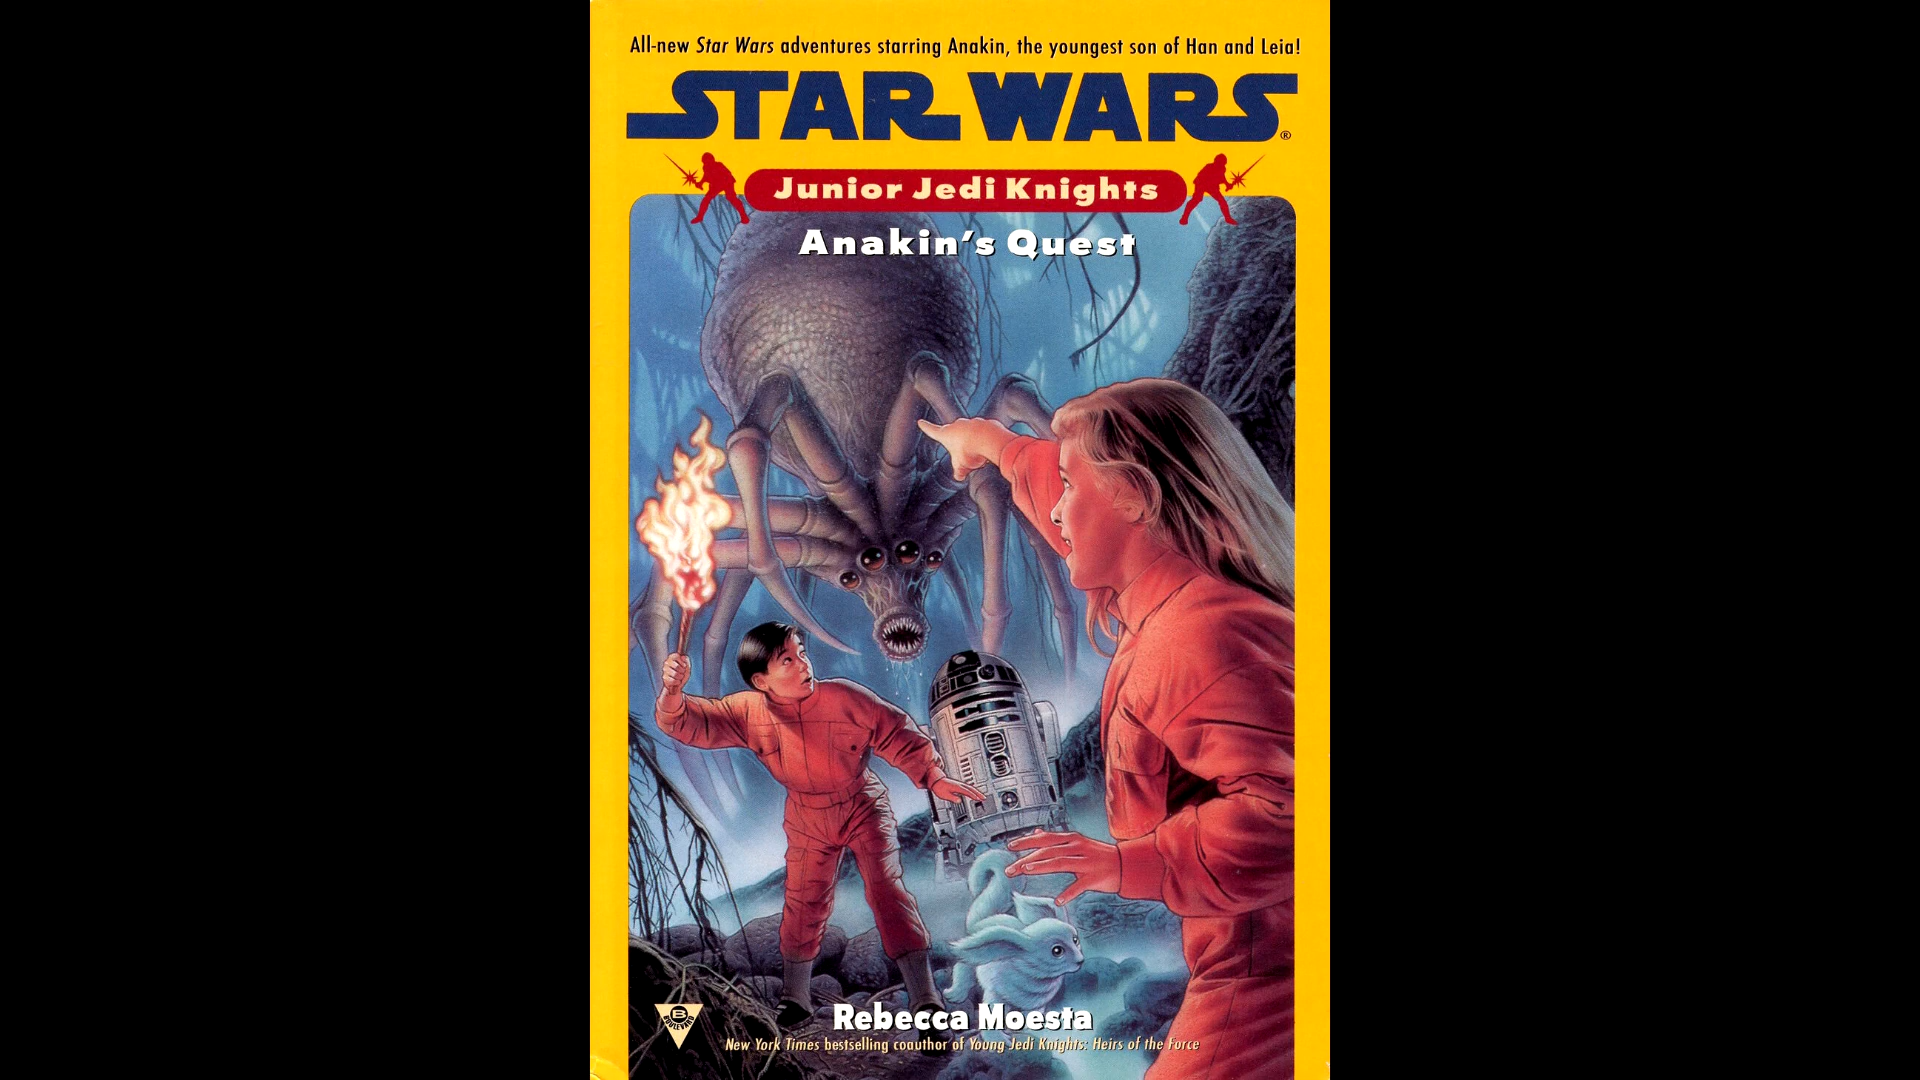 All-new Star Wars adventures starring Anakin, the youngest son of Han and Leia!
STAR WARS®
Junior Jedi Knights
Anakin's Quest
B
BOULEVARD
Rebecca Moesta
New York Times bestselling coauthor of Young Jedi Knights: Heirs of the Force